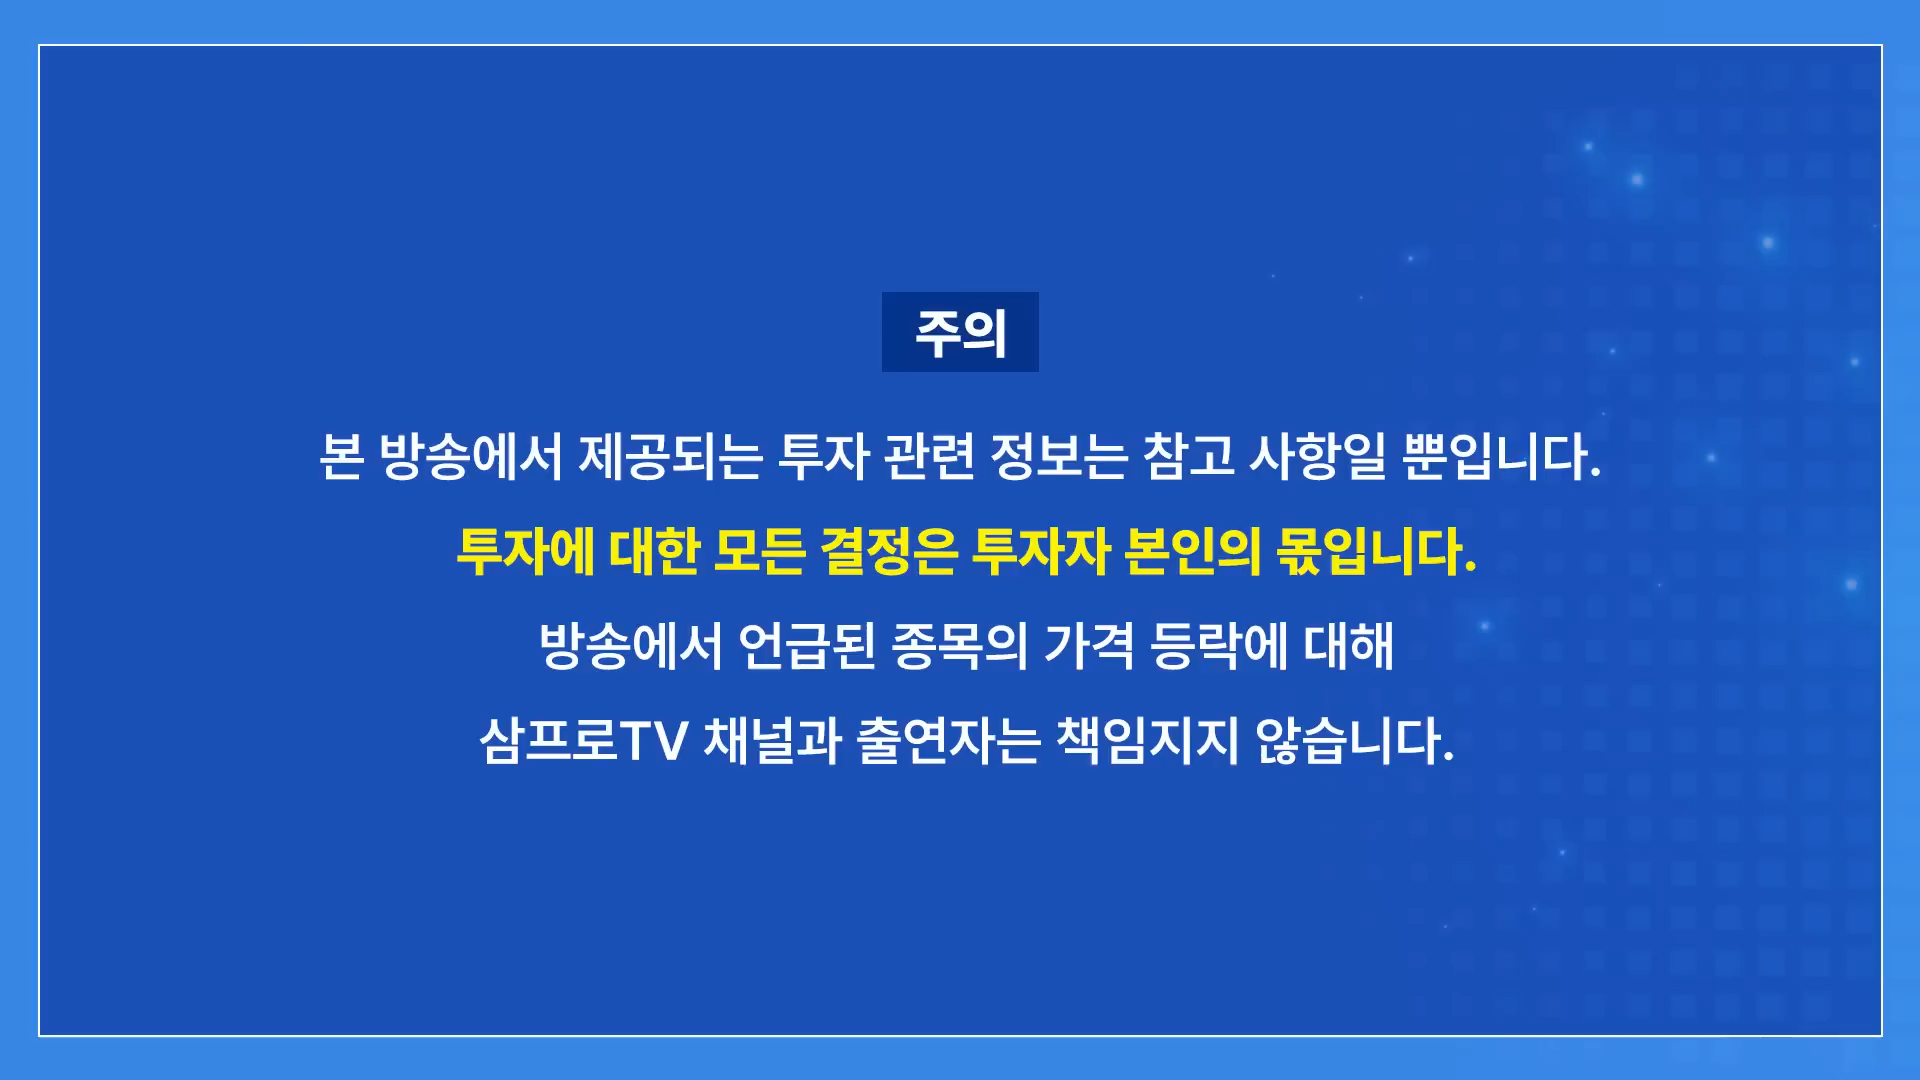 주의
본 방송에서 제공되는 투자 관련 정보는 참고 사항일 뿐입니다.
투자에 대한 모든 결정은 투자자 본인의 몫입니다.
방송에서 언급된 종목의 가격 등락에 대해
삼프로TV 채널과 출연자는 책임지지 않습니다.